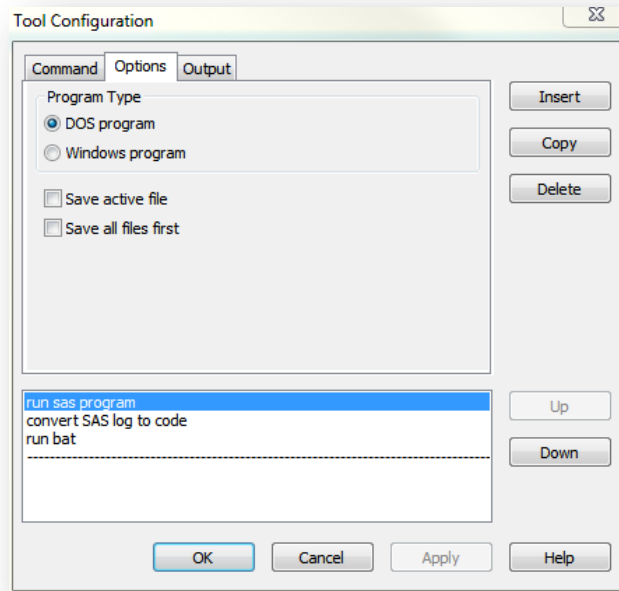 Tool Configuration
Command Options Output
Program Type
DOS program
Windows program
Save active file
Save all files first
Insert
Copy
Delete
run sas program
convert SAS log to code
run bat
--------------------------------------------------------------------------------
Up
Down
OK Cancel Apply Help